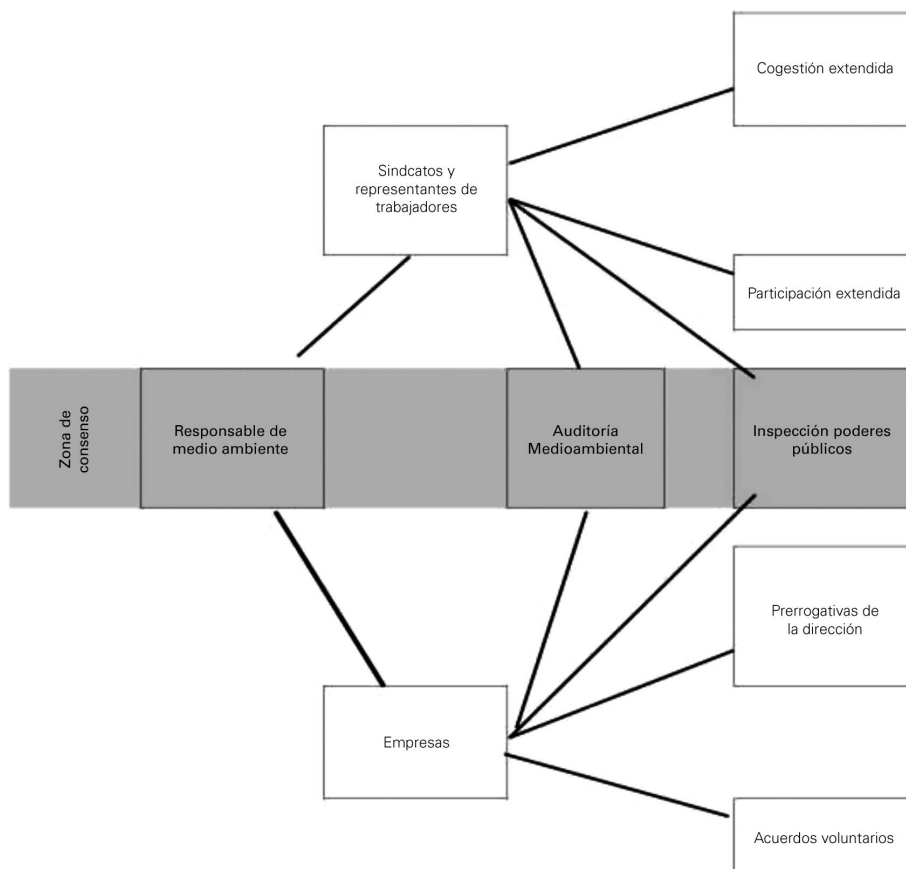 Cogestión extendida
Sindcatos y
representantes de
trabajadores
Participación extendida
Zona de
consenso
Responsable de
medio ambiente
Auditoría
Medioambiental
Inspección poderes
públicos
Prerrogativas de
la dirección
Empresas
Acuerdos voluntarios